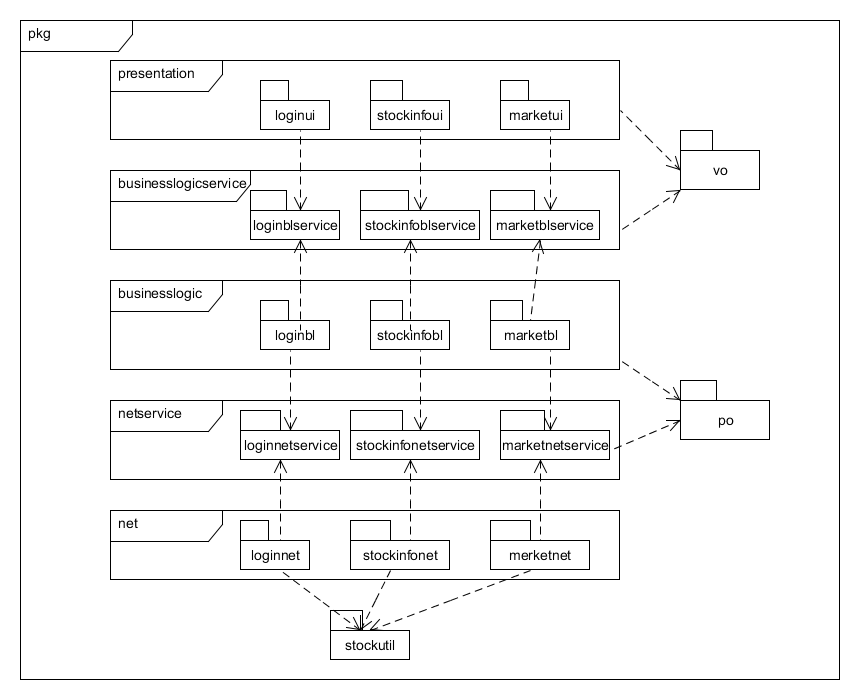 pkg
presentation
loginui
stockinfoui
marketui
vo
businesslogicservice
loginblservice
stockinfoblservice
marketblservice
businesslogic
loginbl
stockinfobl
marketbl
netservice
loginnetservice
stockinfonetservice
marketnetservice
po
net
loginnet
stockinfonet
merketnet
stockutil